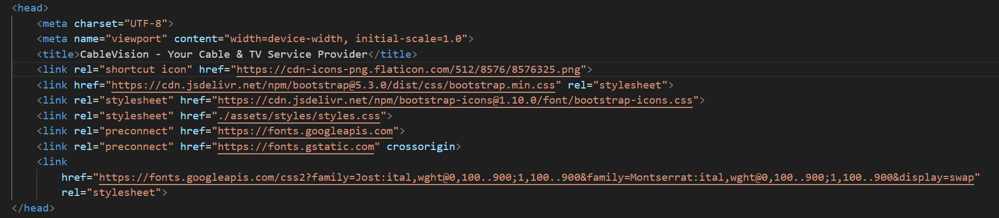 <head>
<meta charset="UTF-8">
<meta name="viewport" content="width=device-width, initial-scale=1.0">
<title>CableVision - Your Cable & TV Service Provider</title>
<link rel="shortcut icon" href="https://cdn-icons-png.flaticon.com/512/8576/8576325.png">
<link href="https://cdn.jsdelivr.net/npm/bootstrap@5.3.0/dist/css/bootstrap.min.css" rel="stylesheet">
<link rel="stylesheet" href="https://cdn.jsdelivr.net/npm/bootstrap-icons@1.10.0/font/bootstrap-icons.css">
<link rel="stylesheet" href="./assets/styles/styles.css">
<link rel="preconnect" href="https://fonts.googleapis.com">
<link rel="preconnect" href="https://fonts.gstatic.com" crossorigin>
<link
href="https://fonts.googleapis.com/css2?family=Jost:ital,wght@0,100..900;1,100..900&family=Montserrat:ital,wght@0,100..900;1,100..900&display=swap"
rel="stylesheet">
</head>